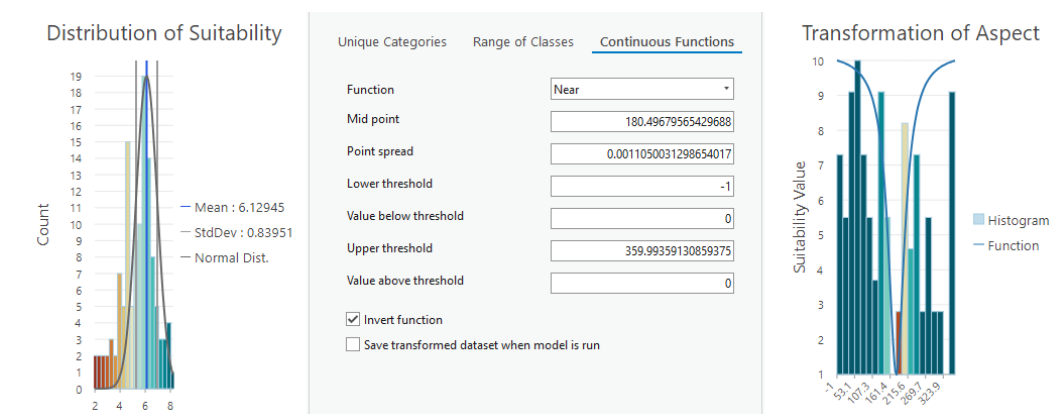 Distribution of Suitability
19
18
17
16
15
14
13
12
11
10
9
8
7
6
5
4
3
2
1
0
Count
2 4 6 8
Mean : 6.12945
StdDev : 0.83951
Normal Dist.
Unique Categories Range of Classes Continuous Functions
Function Near
Mid point 180.49679565429688
Point spread 0.0011050031298654017
Lower threshold -1
Value below threshold 0
Upper threshold 359.99359130859375
Value above threshold 0
Invert function
Save transformed dataset when model is run
Transformation of Aspect
10
9
8
7
6
5
4
3
2
1
Suitability Value
-1 53.1 107.3 161.4 215.6 269.7 323.9
Histogram
Function